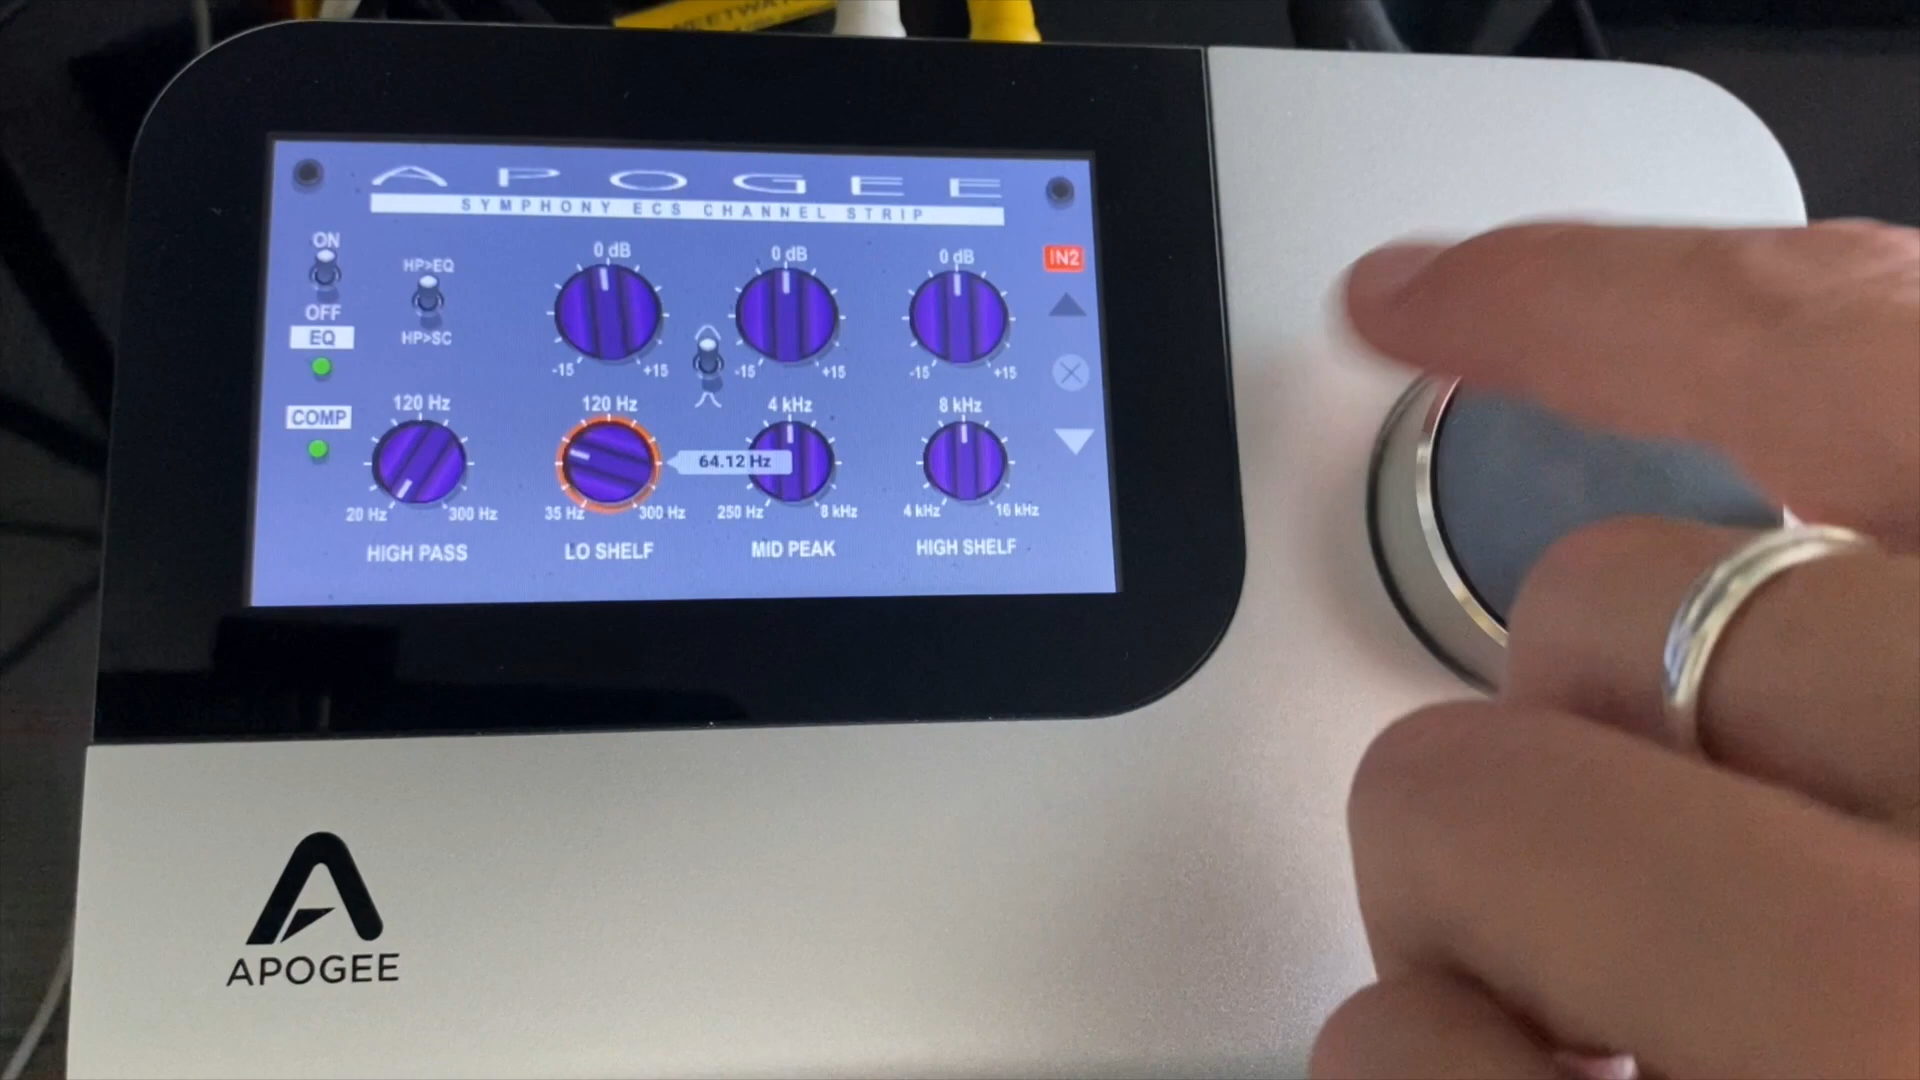 SWEETWATER
APOGEE
SYMPHONY ECS CHANNEL STRIP
ON
OFF
EQ
COMP
HP>EQ
HP>SC
0 dB
-15 +15
0 dB
-15 +15
0 dB
-15 +15
IN2
120 Hz
20 Hz 300 Hz
HIGH PASS
120 Hz
64.12 Hz
35 Hz 300 Hz
LO SHELF
4 kHz
250 Hz 8 kHz
MID PEAK
8 kHz
4 kHz 16 kHz
HIGH SHELF
APOGEE